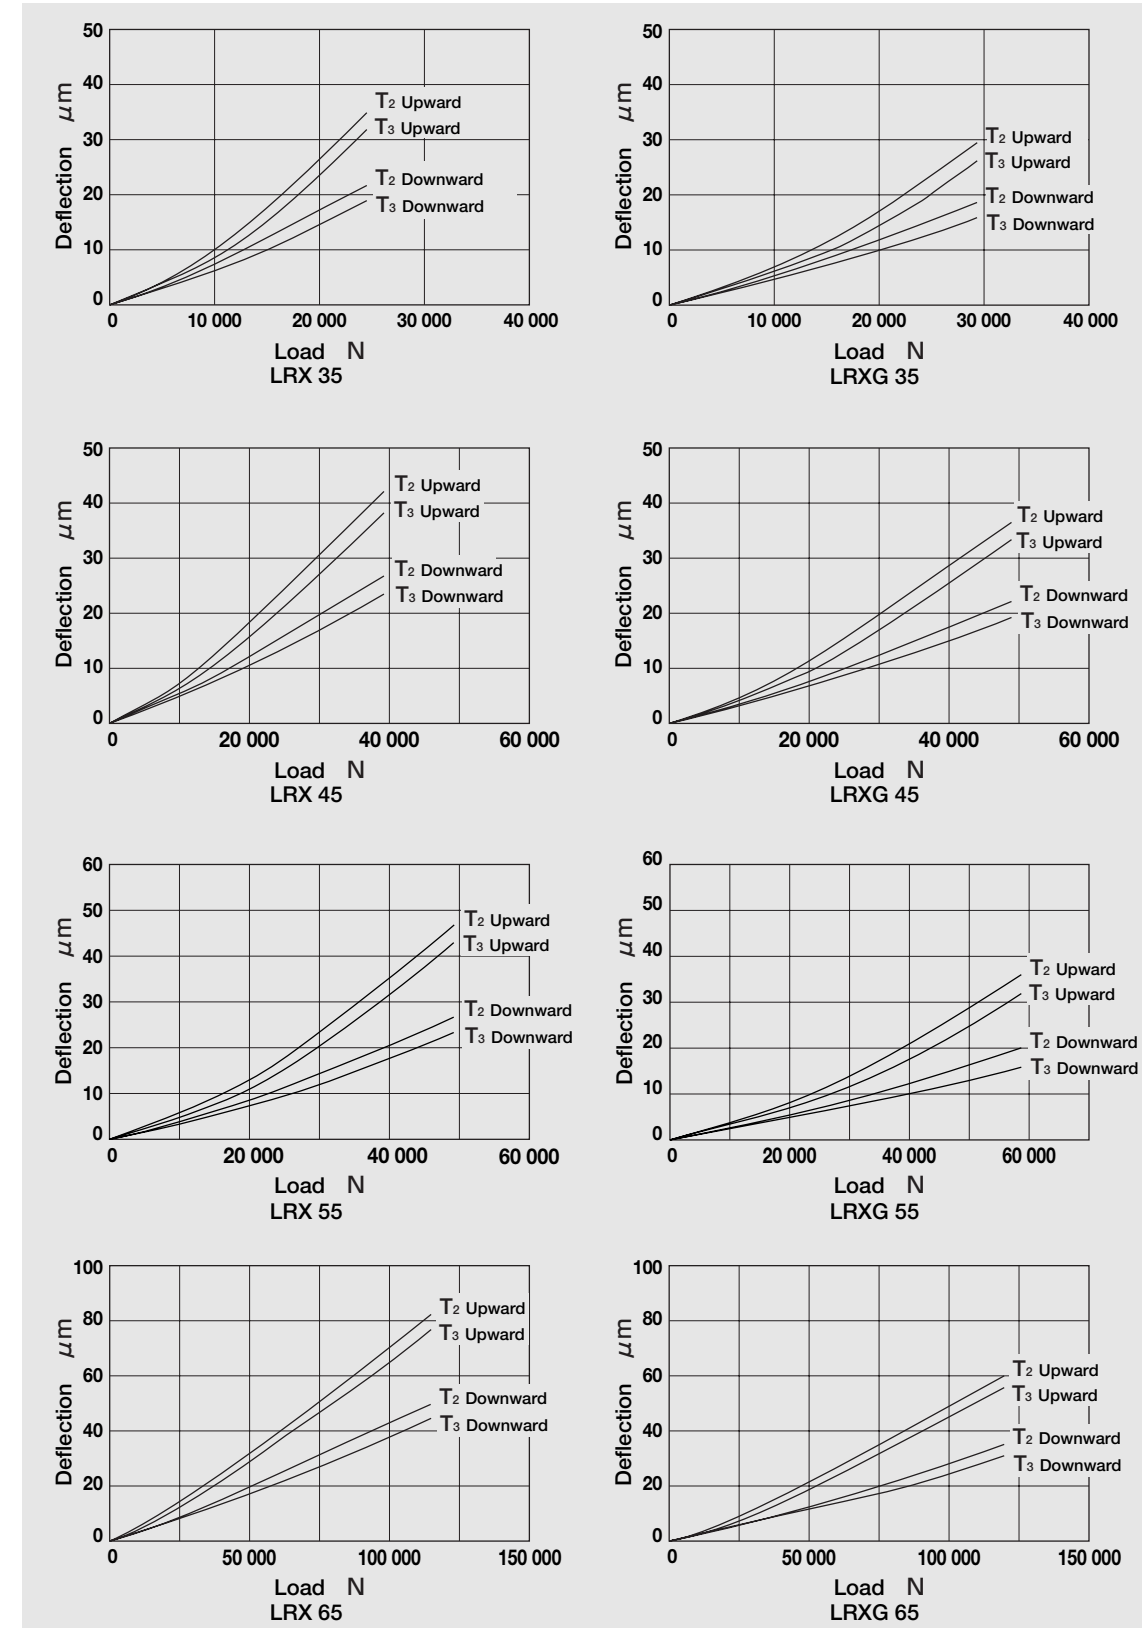 50
40
30
20
10
0
Deflection μm
T2 Upward
T3 Upward
T2 Downward
T3 Downward
0 10 000 20 000 30 000 40 000
Load N
LRX 35
50
40
30
20
10
0
Deflection μm
T2 Upward
T3 Upward
T2 Downward
T3 Downward
0 10 000 20 000 30 000 40 000
Load N
LRXG 35
50
40
30
20
10
0
Deflection μm
T2 Upward
T3 Upward
T2 Downward
T3 Downward
0 20 000 40 000 60 000
Load N
LRX 45
50
40
30
20
10
0
Deflection μm
T2 Upward
T3 Upward
T2 Downward
T3 Downward
0 20 000 40 000 60 000
Load N
LRXG 45
60
50
40
30
20
10
0
Deflection μm
T2 Upward
T3 Upward
T2 Downward
T3 Downward
0 20 000 40 000 60 000
Load N
LRX 55
60
50
40
30
20
10
0
Deflection μm
T2 Upward
T3 Upward
T2 Downward
T3 Downward
0 20 000 40 000 60 000
Load N
LRXG 55
100
80
60
40
20
0
Deflection μm
T2 Upward
T3 Upward
T2 Downward
T3 Downward
0 50 000 100 000 150 000
Load N
LRX 65
100
80
60
40
20
0
Deflection μm
T2 Upward
T3 Upward
T2 Downward
T3 Downward
0 50 000 100 000 150 000
Load N
LRXG 65